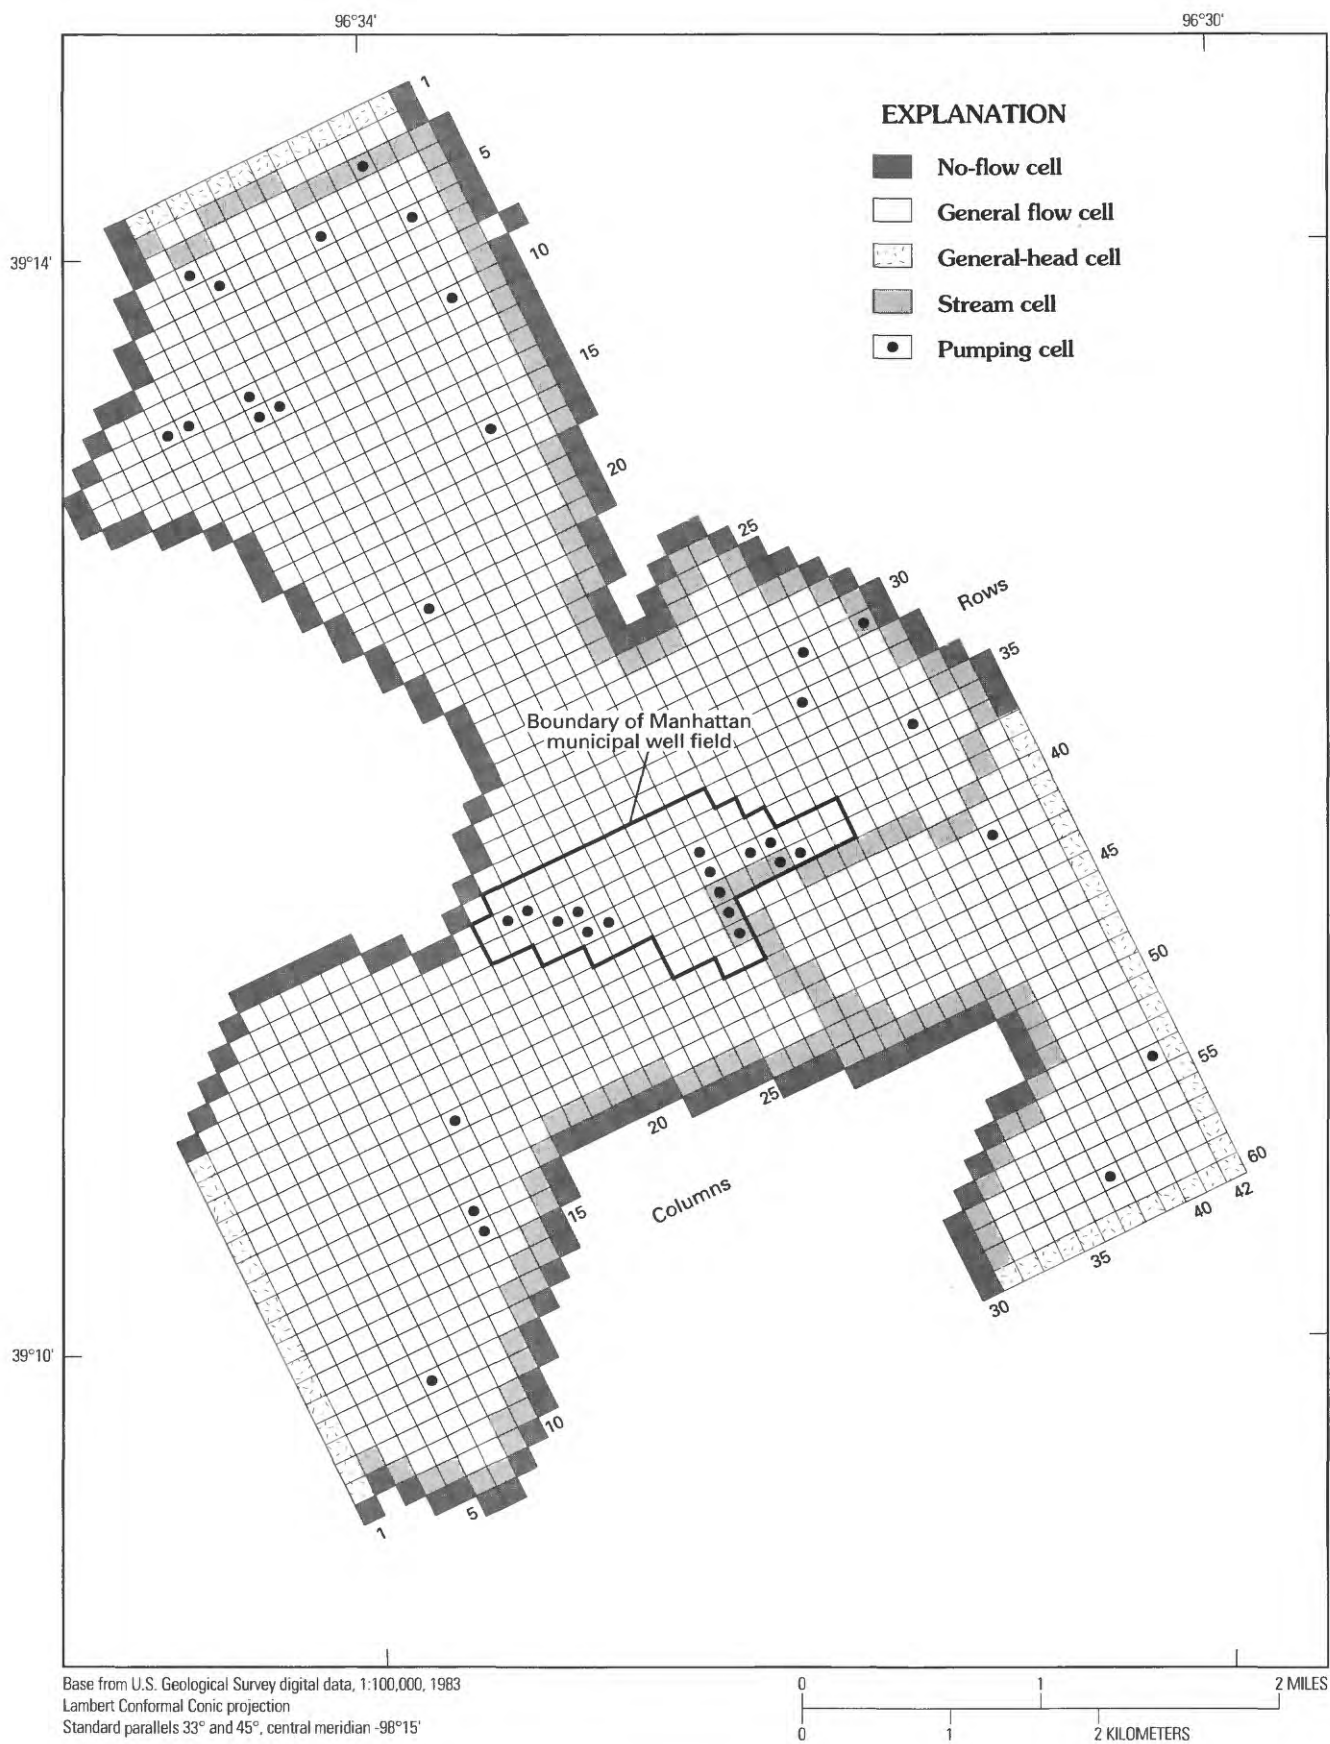 96°34'
96°30'
1
5
10
15
20
25
30
35
40
45
50
55
60
Rows
EXPLANATION
No-flow cell
General flow cell
General-head cell
Stream cell
Pumping cell
39°14'
Boundary of Manhattan
municipal well field
Columns
42
40
35
30
25
20
15
10
5
1
39°10'
Base from U.S. Geological Survey digital data, 1:100,000, 1983
Lambert Conformal Conic projection
Standard parallels 33° and 45°, central meridian -98°15'
0 1 2 MILES
0 1 2 KILOMETERS